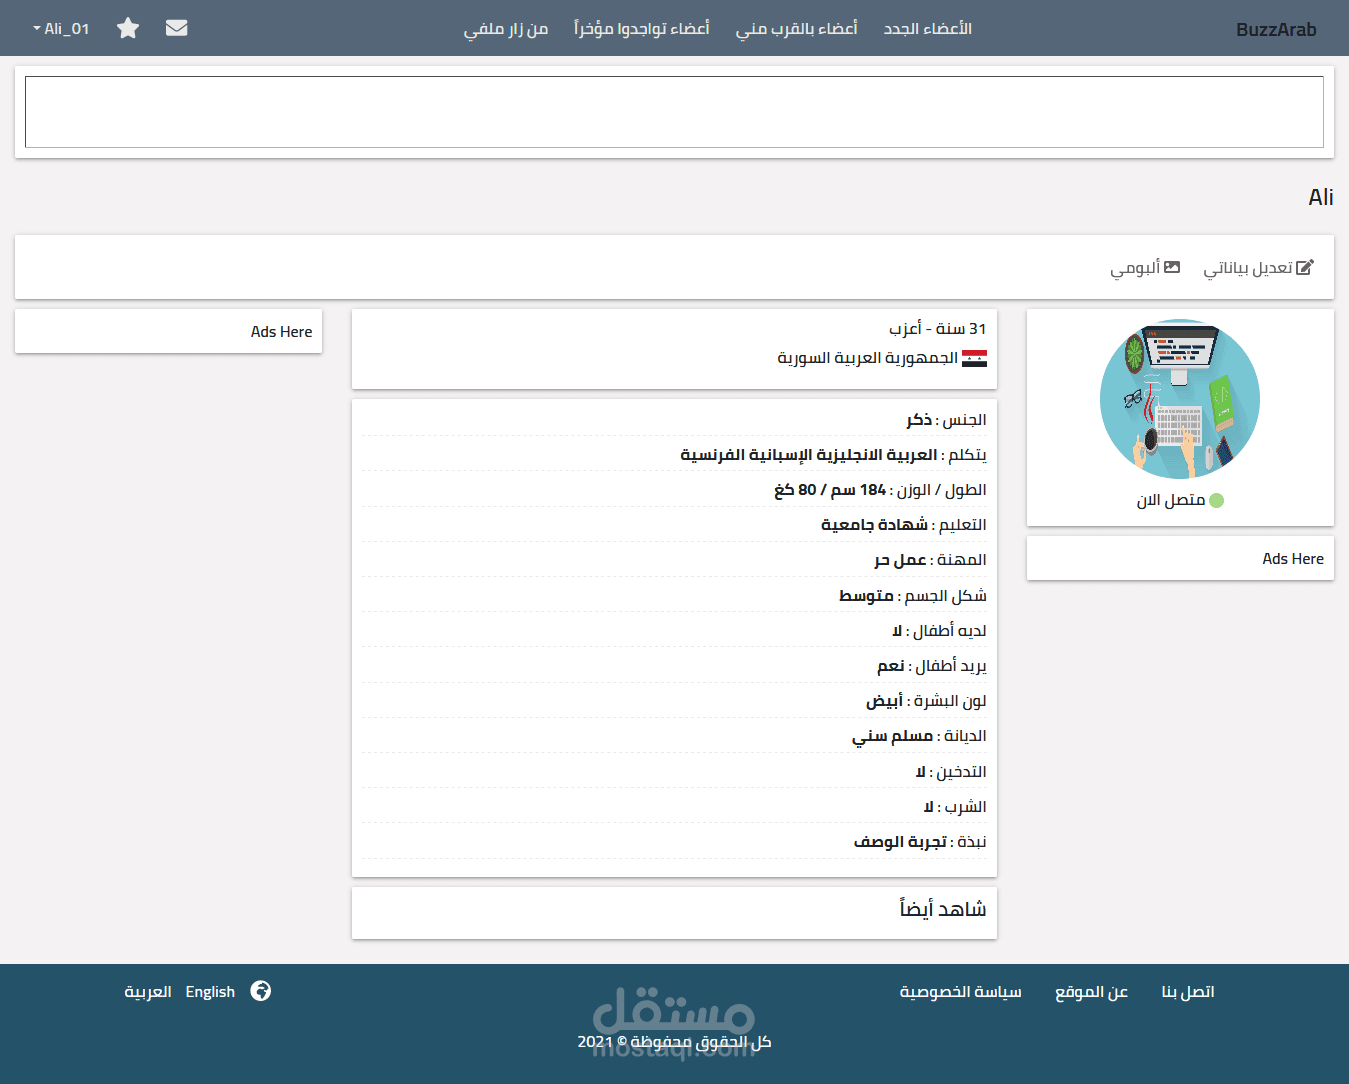 BuzzArab
الأعضاء الجدد
أعضاء بالقرب مني
أعضاء تواجدوا مؤخراً
من زار ملفي
Ali_01
Ali
تعديل بياناتي
ألبومي
متصل الان
Ads Here
31 سنة - أعزب
الجمهورية العربية السورية
الجنس : ذكر
يتكلم : العربية الانجليزية الإسبانية الفرنسية
الطول / الوزن : 184 سم / 80 كغ
التعليم : شهادة جامعية
المهنة : عمل حر
شكل الجسم : متوسط
لديه أطفال : لا
يريد أطفال : نعم
لون البشرة : أبيض
الديانة : مسلم سني
التدخين : لا
الشرب : لا
نبذة : تجربة الوصف
شاهد أيضاً
Ads Here
اتصل بنا
عن الموقع
سياسة الخصوصية
English
العربية
مستقل
mostaql.com
كل الحقوق محفوظة © 2021